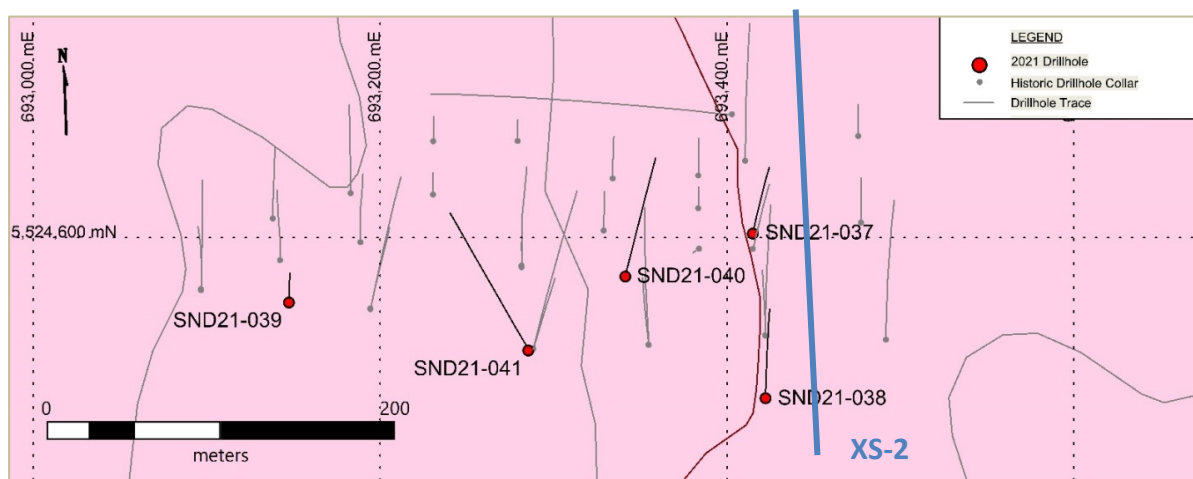 693,000 mE
693,200 mE
693,400 mE
N
LEGEND
2021 Drillhole
Historic Drillhole Collar
Drillhole Trace
5,524,600 mN
SND21-037
SND21-040
SND21-039
SND21-041
SND21-038
0
200
meters
XS-2